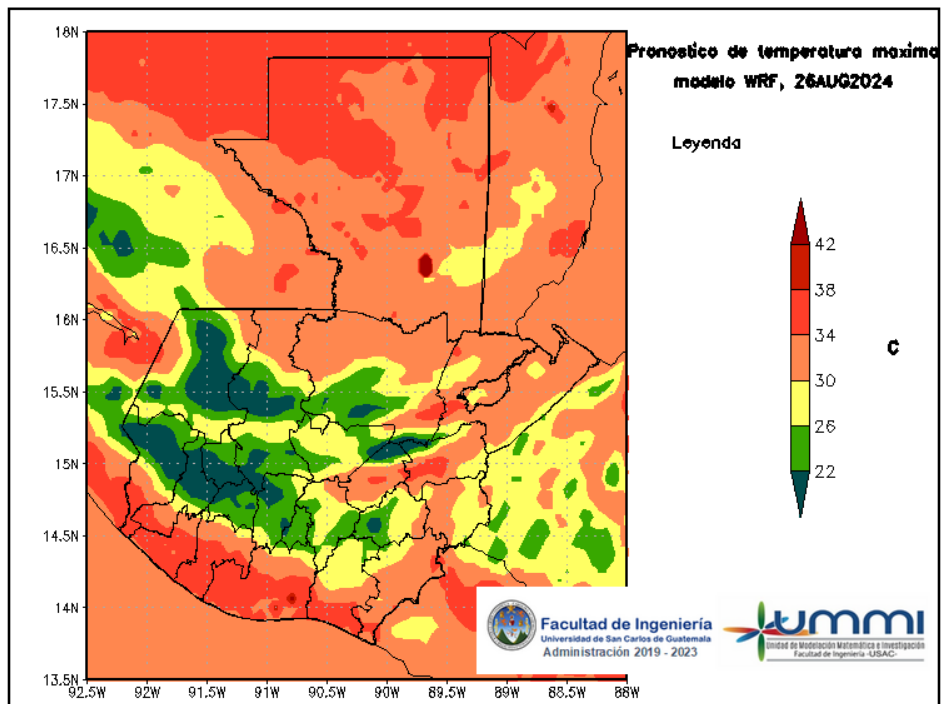 Pronostico de temperatura maxima
modelo WRF, 26AUG2024
Leyenda
18N
17.5N
17N
16.5N
16N
15.5N
15N
14.5N
14N
13.5N
92.5W 92W 91.5W 91W 90.5W 90W 89.5W 89W 88.5W 88W
42
38
34
30
26
22
C
Facultad de Ingeniería
Universidad de San Carlos de Guatemala
Administración 2019 - 2023
UMMI
Unidad de Modelación Matemática e Investigación
Facultad de Ingeniería -USAC-